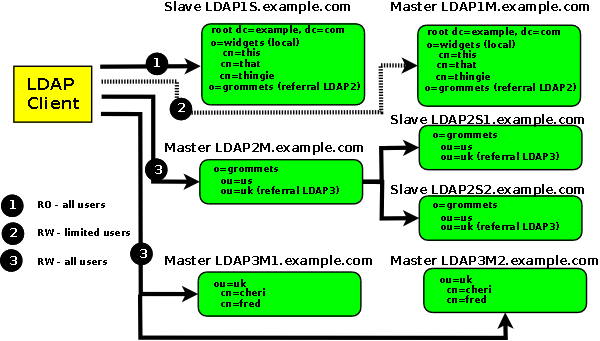 Slave LDAP1S.example.com
Master LDAP1M.example.com
root dc=example, dc=com
o=widgets (local)
cn=this
cn=that
cn=thingie
o=grommets (referral LDAP2)
root dc=example, dc=com
o=widgets (local)
cn=this
cn=that
cn=thingie
o=grommets (referral LDAP2)
LDAP
Client
1
2
Master LDAP2M.example.com
o=grommets
ou=us
ou=uk (referral LDAP3)
3
Slave LDAP2S1.example.com
o=grommets
ou=us
ou=uk (referral LDAP3)
Slave LDAP2S2.example.com
o=grommets
ou=us
ou=uk (referral LDAP3)
1 RO - all users
2 RW - limited users
3 RW - all users
3
Master LDAP3M1.example.com
ou=uk
cn=cheri
cn=fred
Master LDAP3M2.example.com
ou=uk
cn=cheri
cn=fred